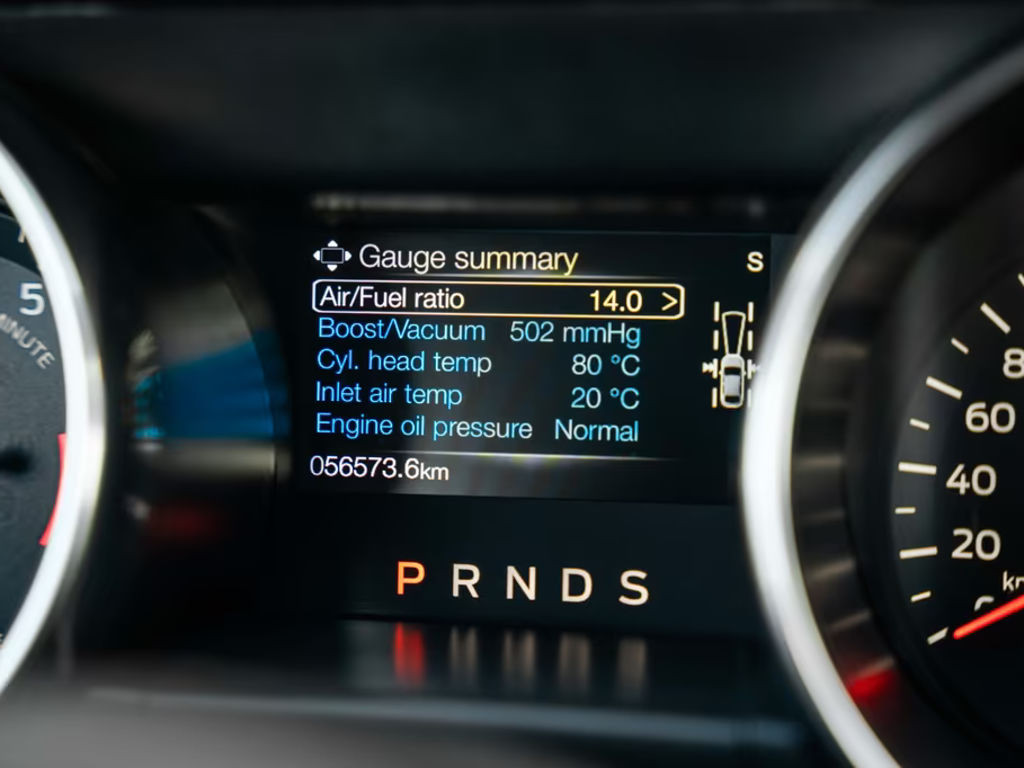 Gauge summary
S
Air/Fuel ratio 14.0 >
Boost/Vacuum 502 mmHg
Cyl. head temp 80 °C
Inlet air temp 20 °C
Engine oil pressure Normal
056573.6km
P R N D S
5
MINUTE
8
60
40
20